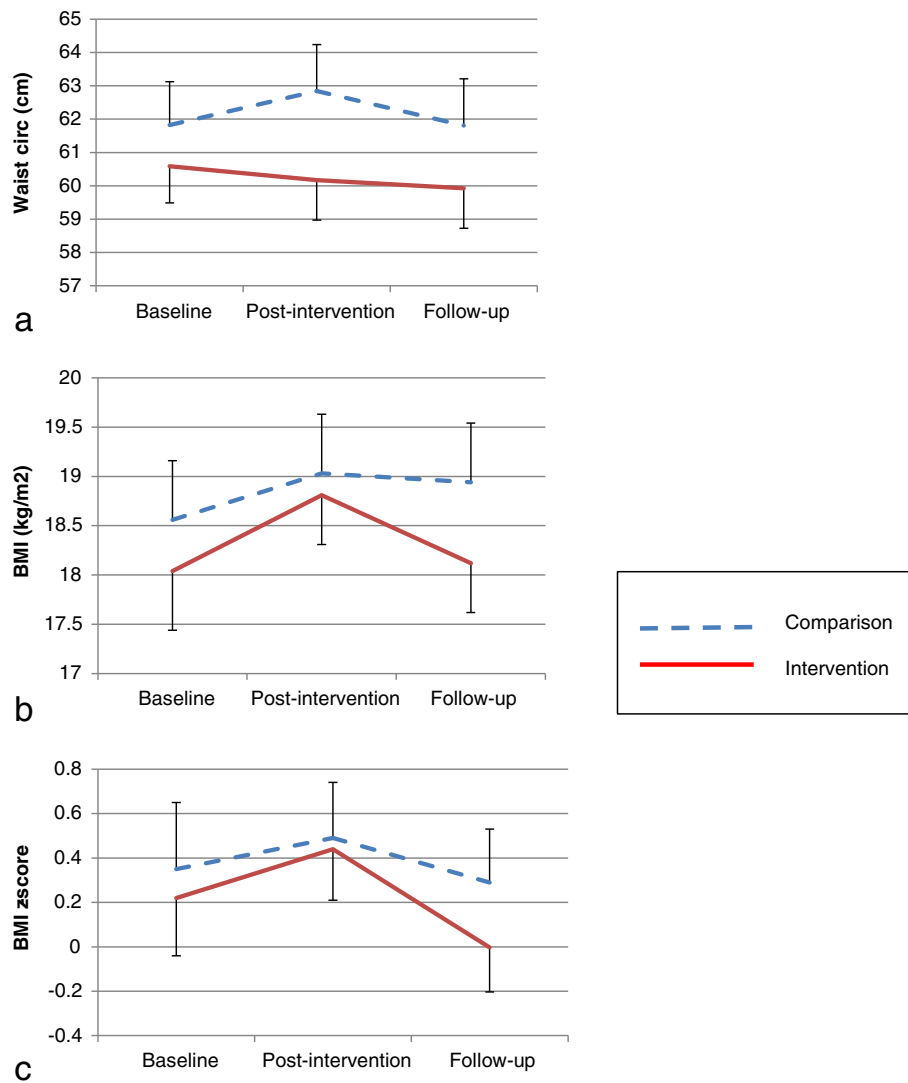 65
64
63
62
61
60
59
58
57
Waist circ (cm)
Baseline Post-intervention Follow-up
a
20
19.5
19
18.5
18
17.5
17
BMI (kg/m2)
Baseline Post-intervention Follow-up
b
Comparison
Intervention
0.8
0.6
0.4
0.2
0
-0.2
-0.4
BMI zscore
Baseline Post-intervention Follow-up
c